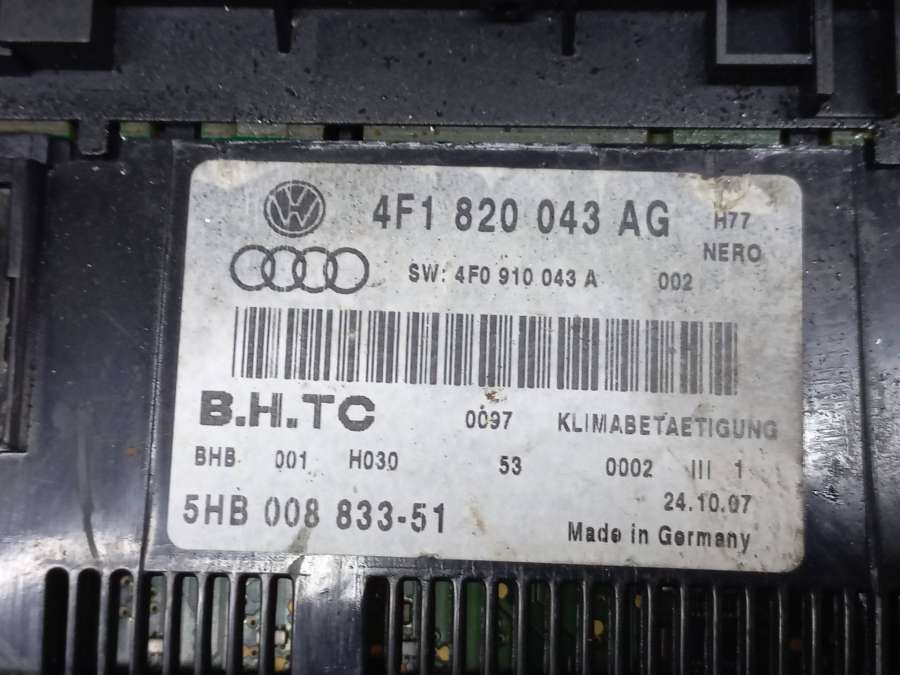 4F1 820 043 AG H77
NERO
SW: 4F0 910 043 A 002
B.H.TC 0097 KLIMABETAETIGUNG
BHB 001 H030 53 0002 III 1
24.10.07
5HB 008 833-51
Made in Germany